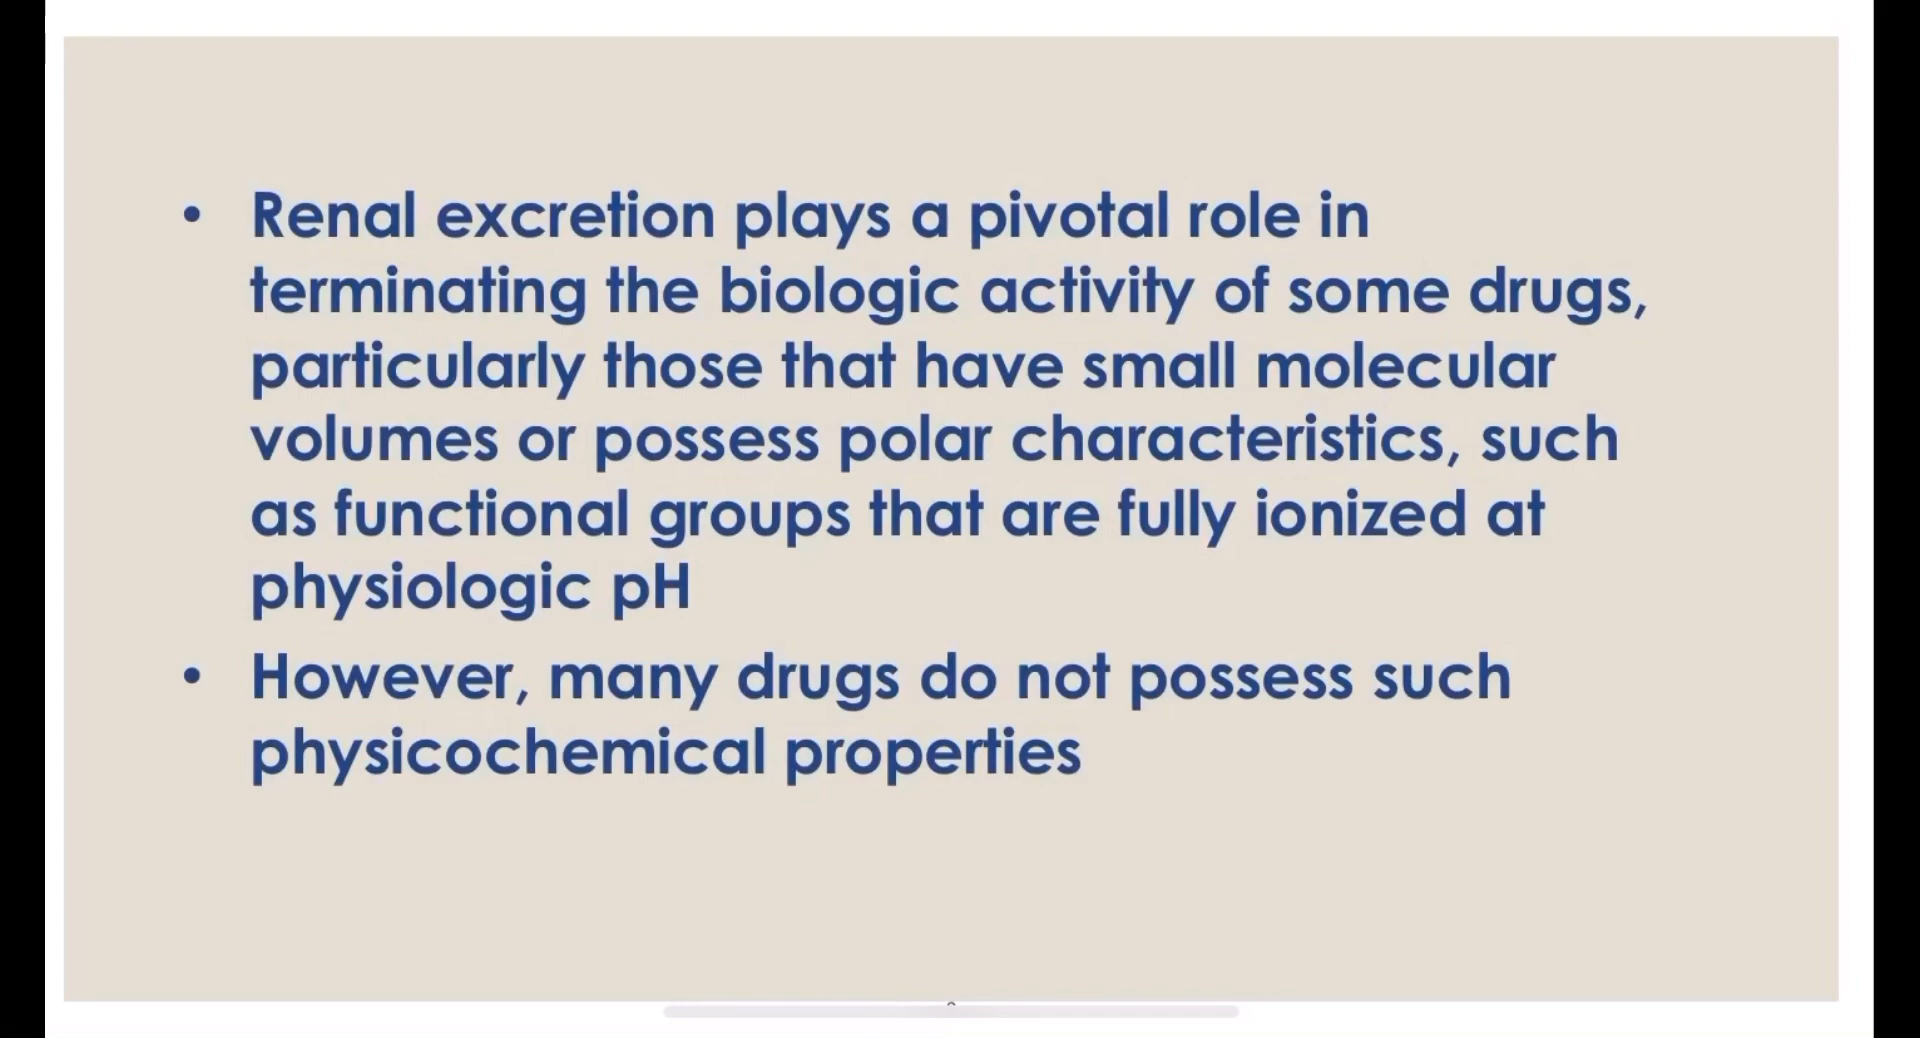 • Renal excretion plays a pivotal role in
terminating the biologic activity of some drugs,
particularly those that have small molecular
volumes or possess polar characteristics, such
as functional groups that are fully ionized at
physiologic pH
• However, many drugs do not possess such
physicochemical properties